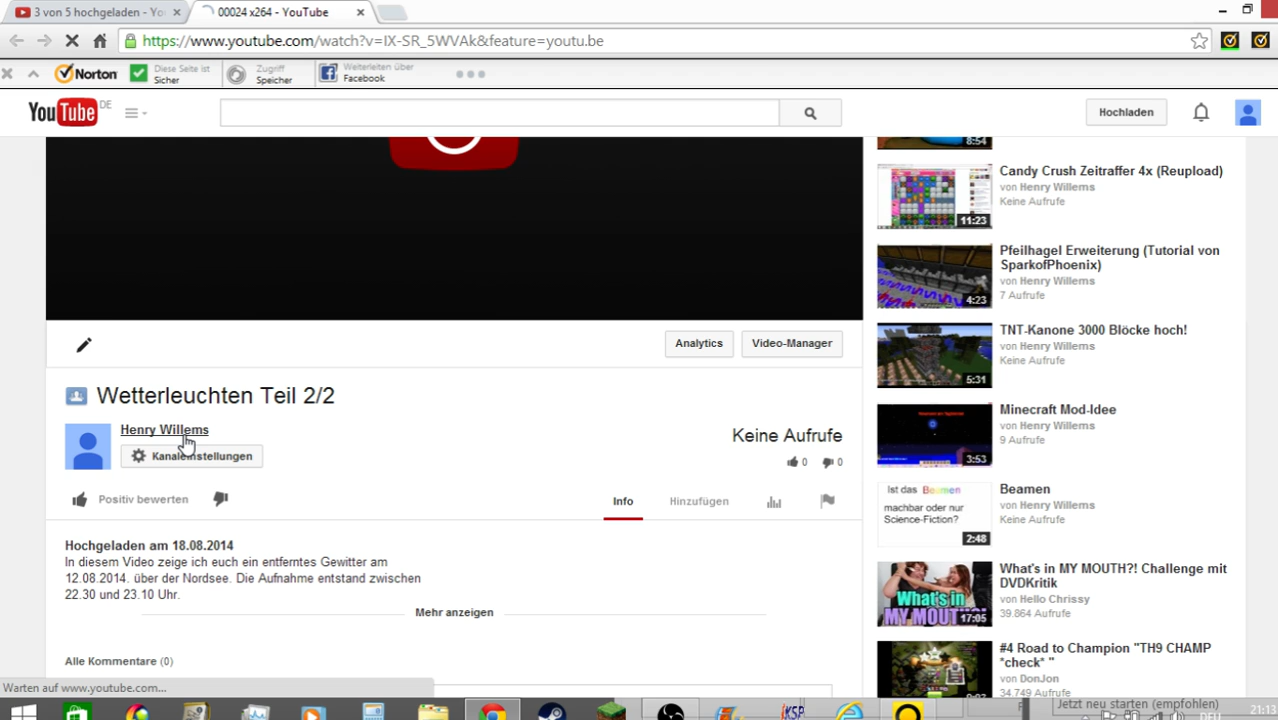 3 von 5 hochgeladen - Yo
00024 x264 - YouTube
https://www.youtube.com/watch?v=IX-SR_5WVAk&feature=youtu.be
Norton
Diese Seite ist
Sicher
Zugriff
Speicher
Weiterleiten über
Facebook
YouTube DE
Hochladen
8:54
Candy Crush Zeitraffer 4x (Reupload)
von Henry Willems
Keine Aufrufe
11:23
Pfeilhagel Erweiterung (Tutorial von
SparkofPhoenix)
von Henry Willems
7 Aufrufe
4:23
TNT-Kanone 3000 Blöcke hoch!
von Henry Willems
Keine Aufrufe
5:31
Minecraft Mod-Idee
von Henry Willems
9 Aufrufe
3:53
Ist das Beamen
machbar oder nur
Science-Fiction?
2:48
Beamen
von Henry Willems
Keine Aufrufe
What's in MY MOUTH?! Challenge mit
DVDKritik
von Hello Chrissy
39.864 Aufrufe
What's in
MY MOUTH
17:05
#4 Road to Champion "TH9 CHAMP
*check* "
von DonJon
34.749 Aufrufe
Analytics
Video-Manager
Wetterleuchten Teil 2/2
Henry Willems
Kanaleinstellungen
Keine Aufrufe
0 0
Positiv bewerten
Info
Hinzufügen
Hochgeladen am 18.08.2014
In diesem Video zeige ich euch ein entferntes Gewitter am
12.08.2014. über der Nordsee. Die Aufnahme entstand zwischen
22.30 und 23.10 Uhr.
Mehr anzeigen
Alle Kommentare (0)
Warten auf www.youtube.com...
Jetzt neu starten (empfohlen)
KSP
DEU
21:13